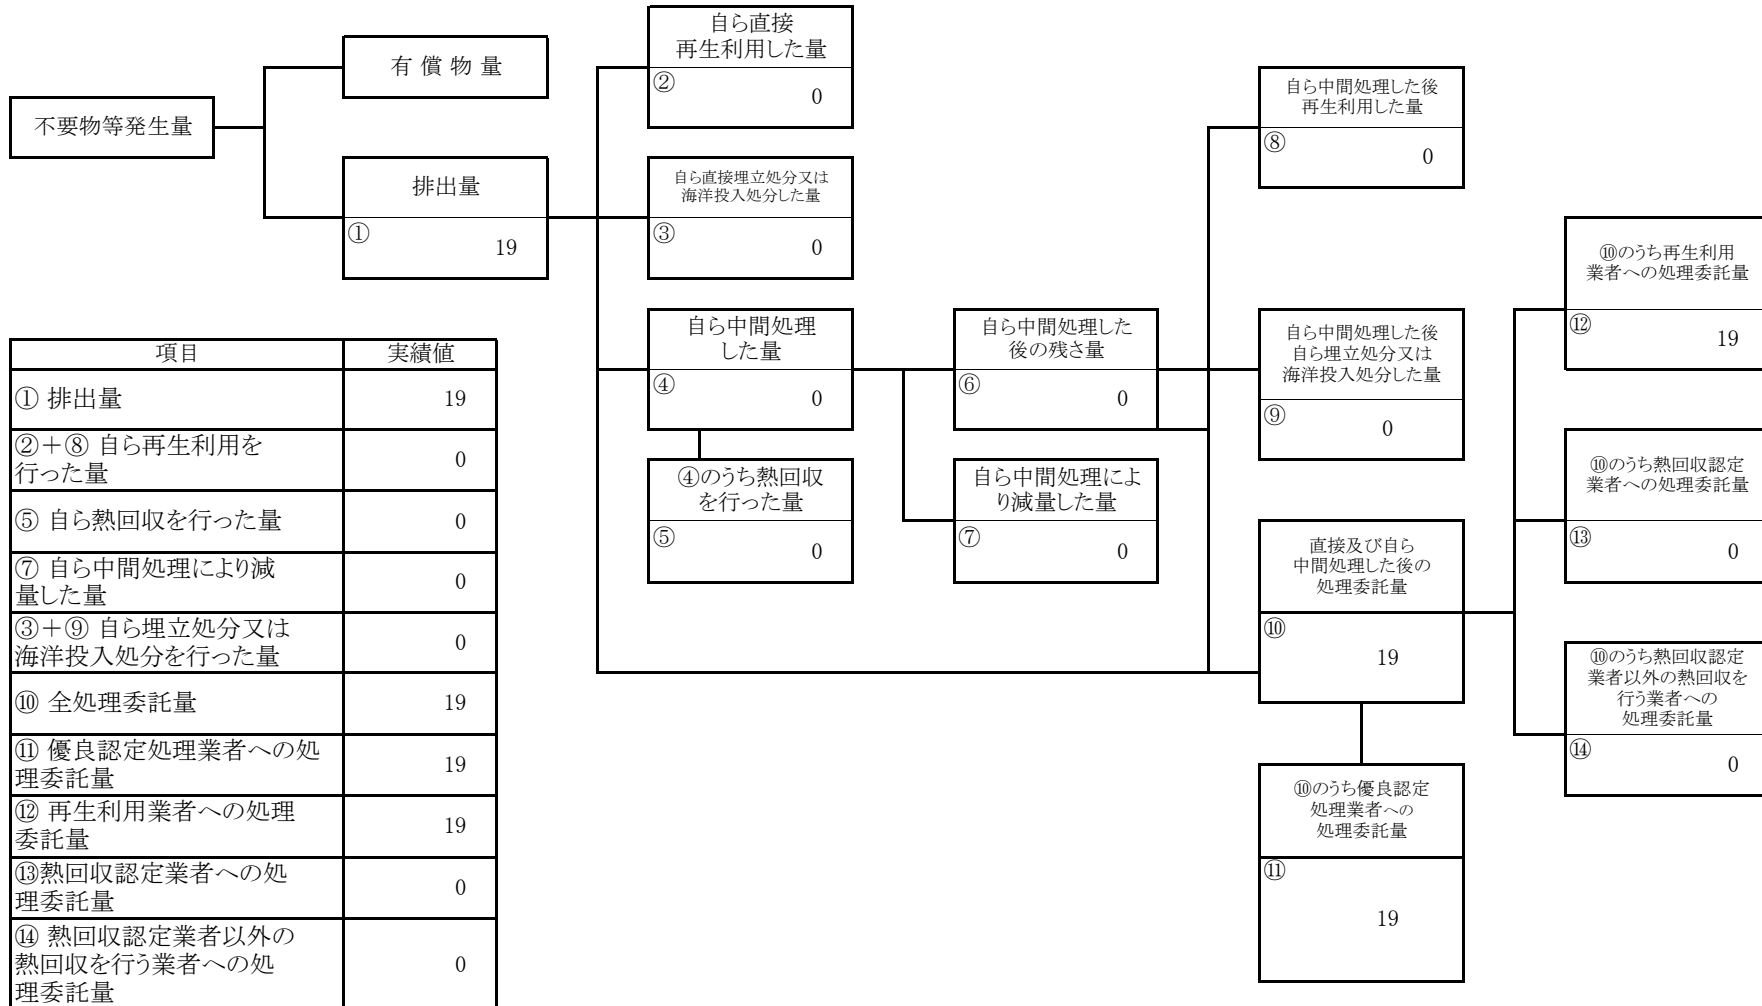 不要物等発生量
有 償 物 量
排出量
①
19
自ら直接
再生利用した量
②
0
自ら直接埋立処分又は
海洋投入処分した量
③
0
自ら中間処理
した量
④
0
④のうち熱回収
を行った量
⑤
0
自ら中間処理した
後の残さ量
⑥
0
自ら中間処理によ
り減量した量
⑦
0
自ら中間処理した後
再生利用した量
⑧
0
自ら中間処理した後
自ら埋立処分又は
海洋投入処分した量
⑨
0
直接及び自ら
中間処理した後の
処理委託量
⑩
19
⑩のうち優良認定
処理業者への
処理委託量
⑪
19
⑩のうち再生利用
業者への処理委託量
⑫
19
⑩のうち熱回収認定
業者への処理委託量
⑬
0
⑩のうち熱回収認定
業者以外の熱回収を
行う業者への
処理委託量
⑭
0
項目 実績値
① 排出量 19
②+⑧ 自ら再生利用を
行った量 0
⑤ 自ら熱回収を行った量 0
⑦ 自ら中間処理により減
量した量 0
③+⑨ 自ら埋立処分又は
海洋投入処分を行った量 0
⑩ 全処理委託量 19
⑪ 優良認定処理業者への処
理委託量 19
⑫ 再生利用業者への処理
委託量 19
⑬熱回収認定業者への処
理委託量 0
⑭ 熱回収認定業者以外の
熱回収を行う業者への処
理委託量 0